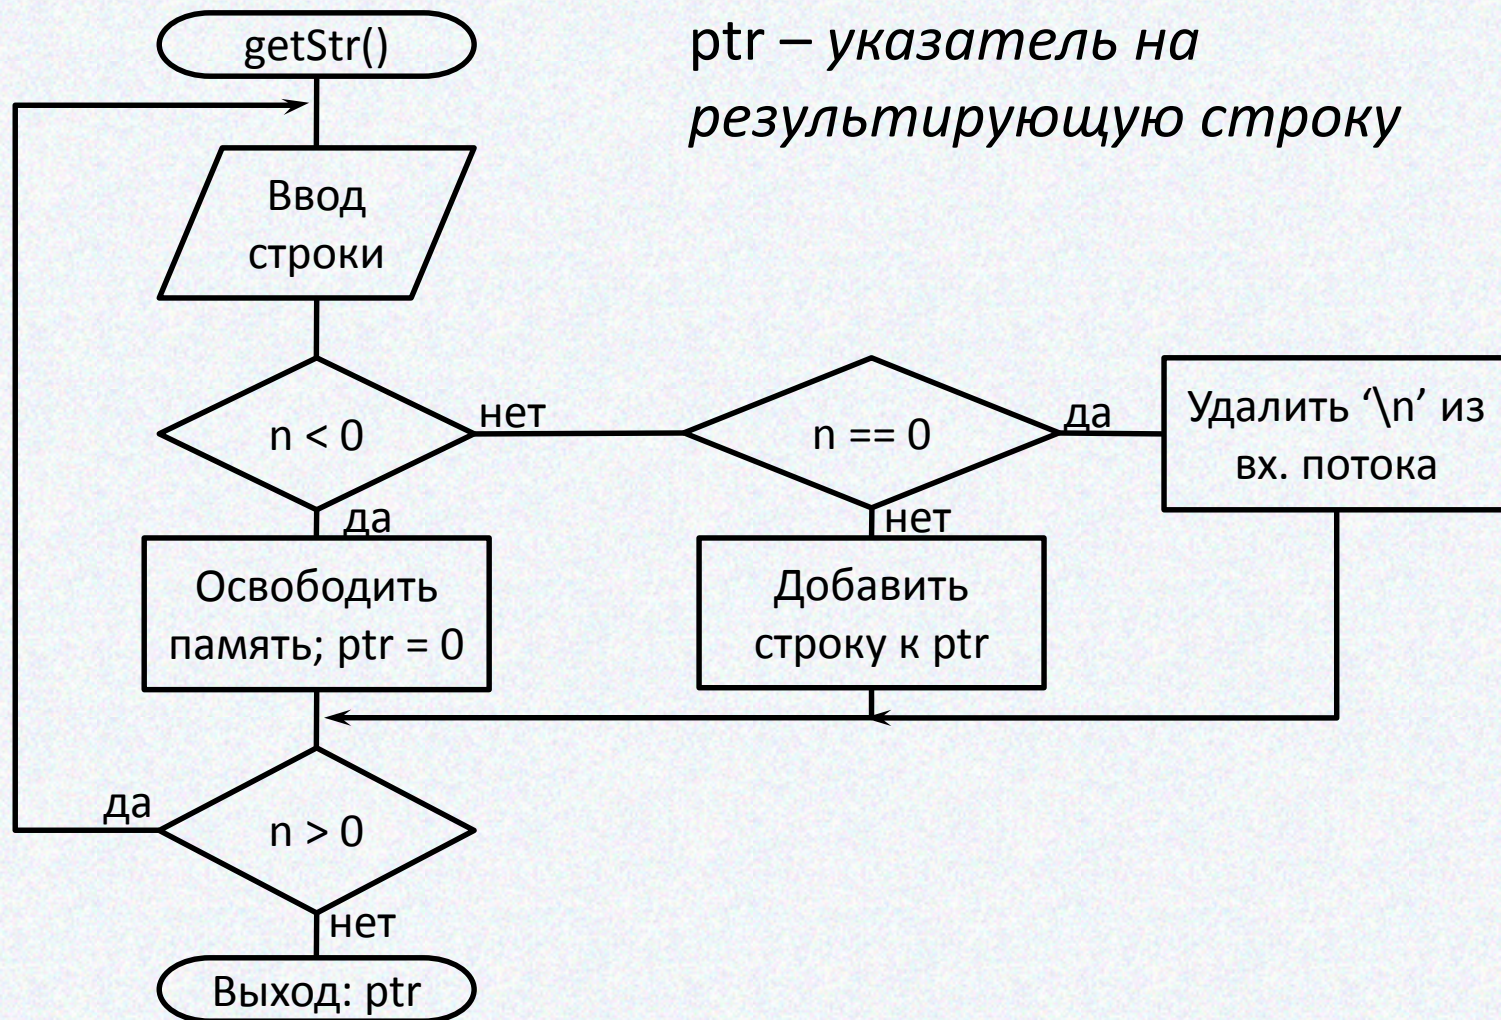 getStr()
ptr – указатель на
результирующую строку
Ввод
строки
n < 0
нет
n == 0
да
Удалить ‘\n’ из
вх. потока
да
нет
Освободить
память; ptr = 0
Добавить
строку к ptr
да
n > 0
нет
Выход: ptr